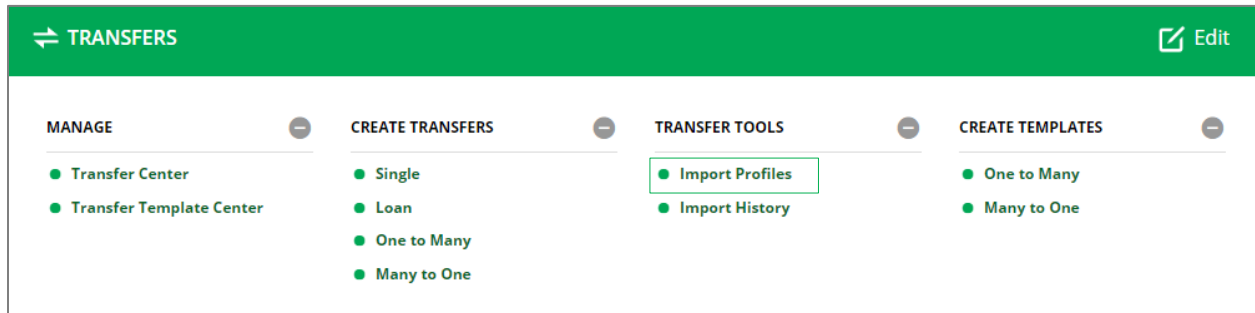 TRANSFERS
Edit
MANAGE
Transfer Center
Transfer Template Center
CREATE TRANSFERS
Single
Loan
One to Many
Many to One
TRANSFER TOOLS
Import Profiles
Import History
CREATE TEMPLATES
One to Many
Many to One